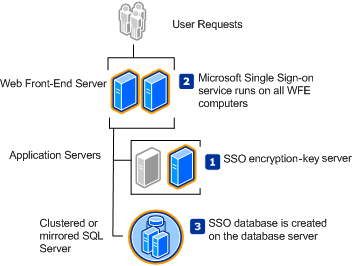 User Requests
Web Front-End Server
2 Microsoft Single Sign-on
service runs on all WFE
computers
Application Servers
1 SSO encryption-key server
Clustered or
mirrored SQL
Server
3 SSO database is created
on the database server